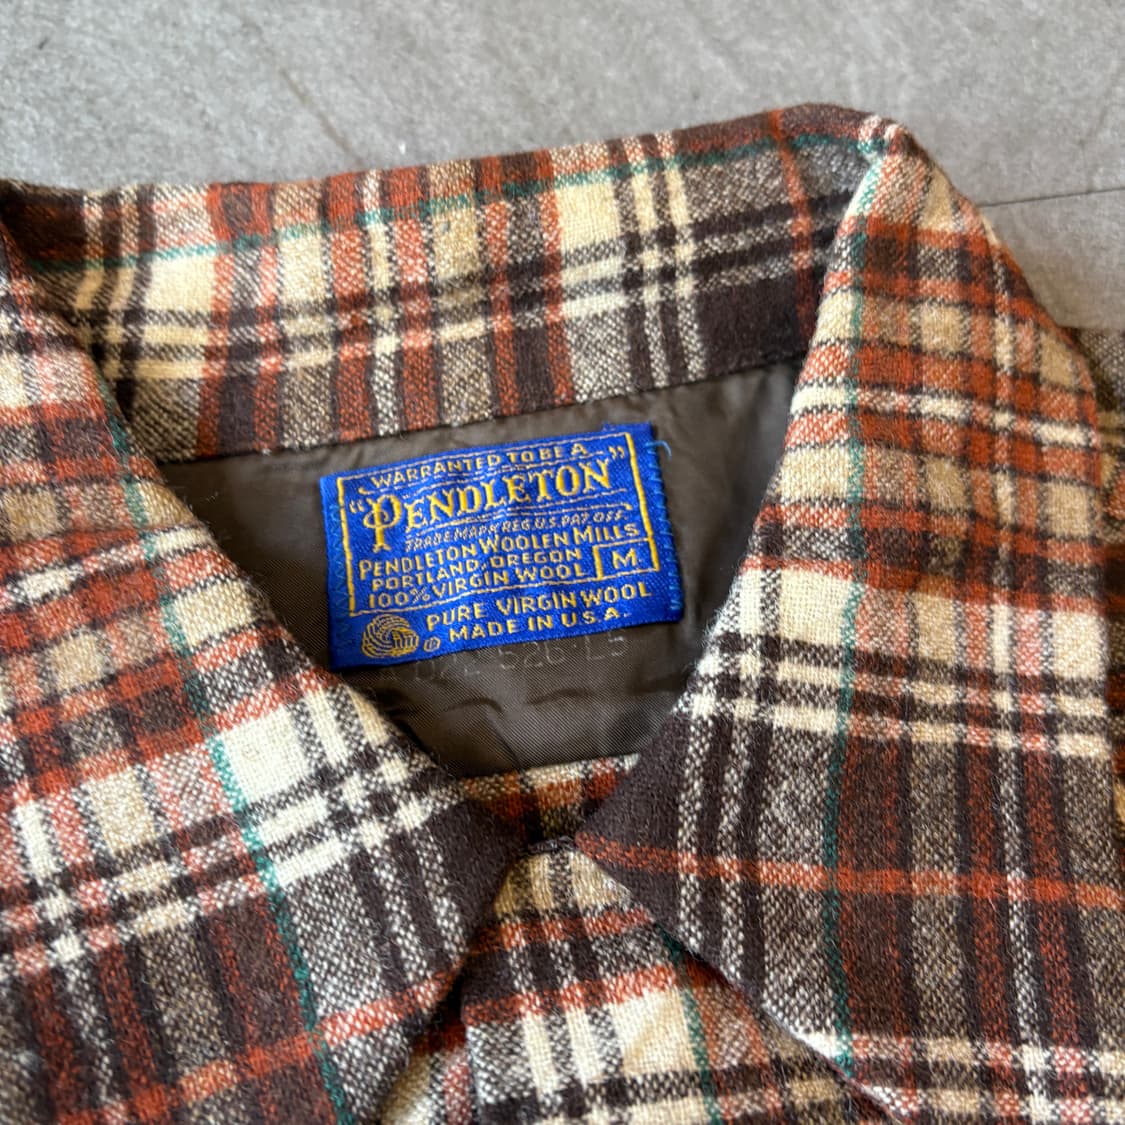 WARRANTED TO BE A
"PENDLETON"
TRADE MARK REG. U.S. PAT. OFF.
PENDLETON WOOLEN MILLS
PORTLAND, OREGON
100% VIRGIN WOOL
M
PURE VIRGIN WOOL
MADE IN U.S.A.